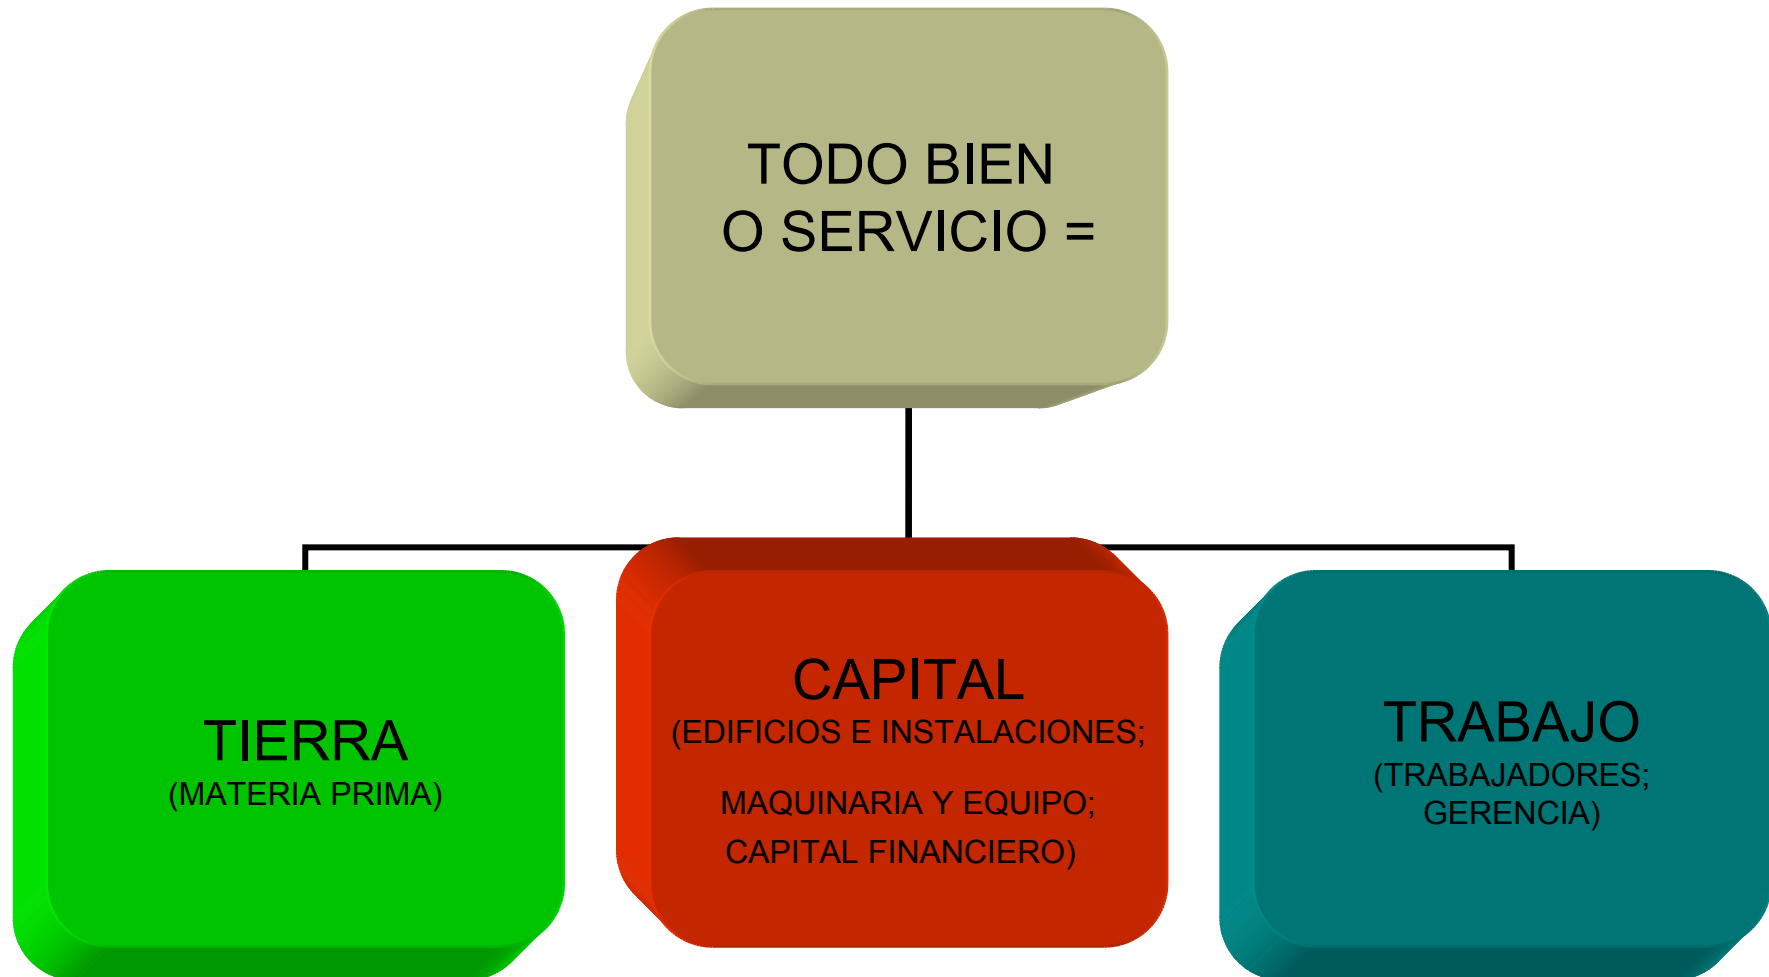 TODO BIEN
O SERVICIO =
TIERRA
(MATERIA PRIMA)
CAPITAL
(EDIFICIOS E INSTALACIONES;
MAQUINARIA Y EQUIPO;
CAPITAL FINANCIERO)
TRABAJO
(TRABAJADORES;
GERENCIA)